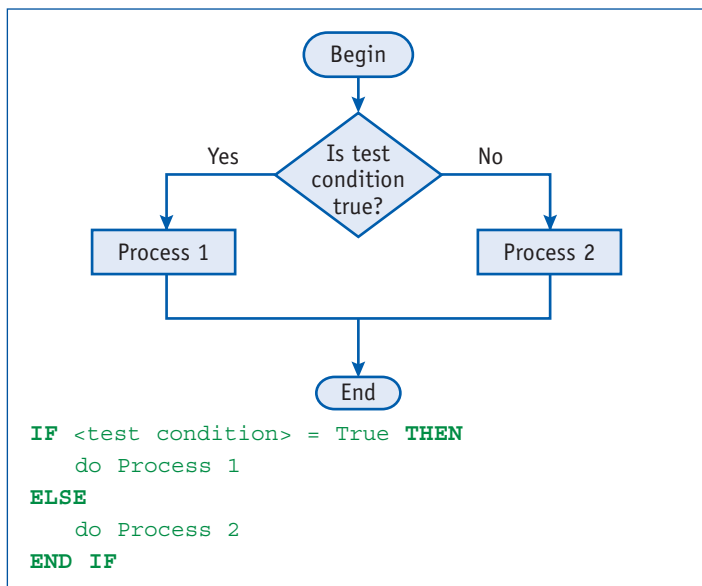 Begin
Is test
condition
true?
Yes
No
Process 1
Process 2
End
IF <test condition> = True THEN
do Process 1
ELSE
do Process 2
END IF